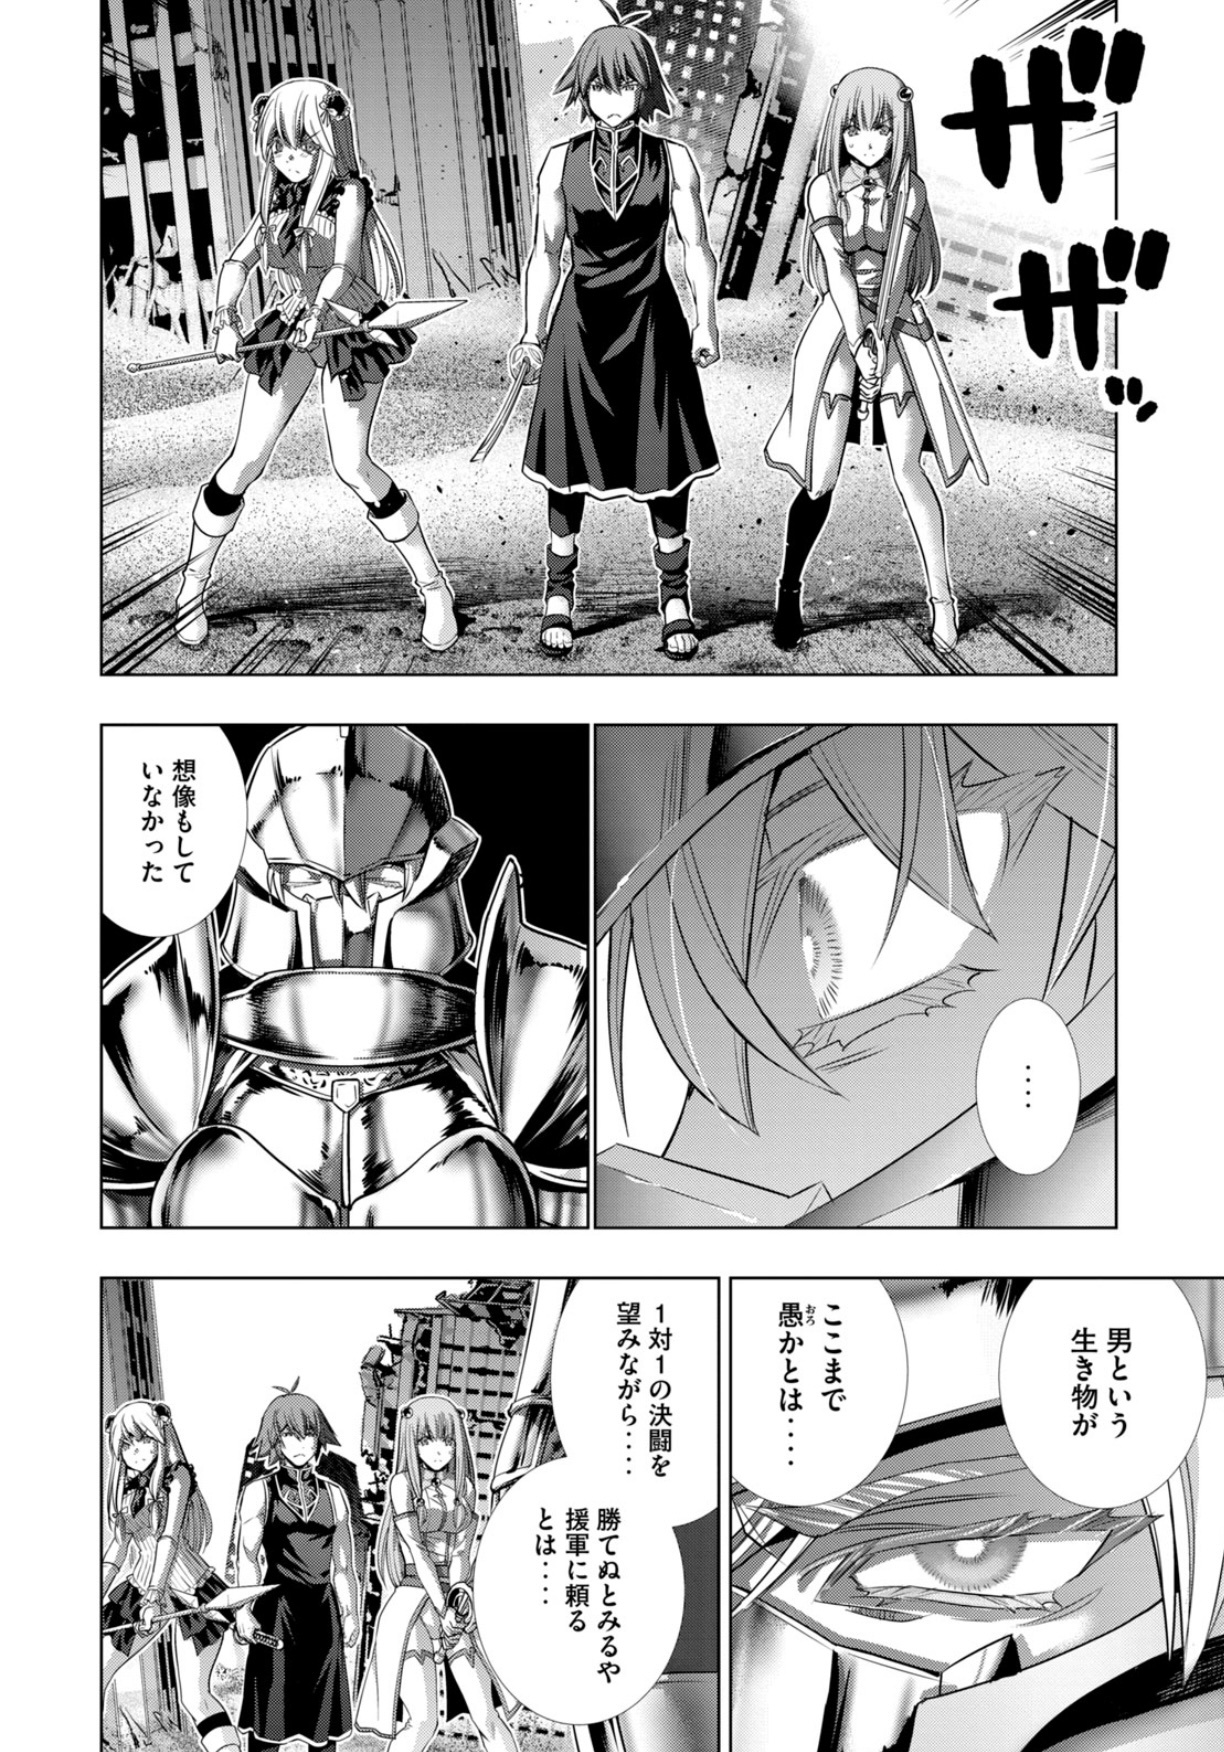 ザ
ザッ
‥‥
想像もして
いなかった
男という
生き物が
ここまで
愚かとは‥‥‥
おろ
1対1の決闘を
望みながら‥‥‥
勝てぬとみるや
援軍に頼る
とは‥‥